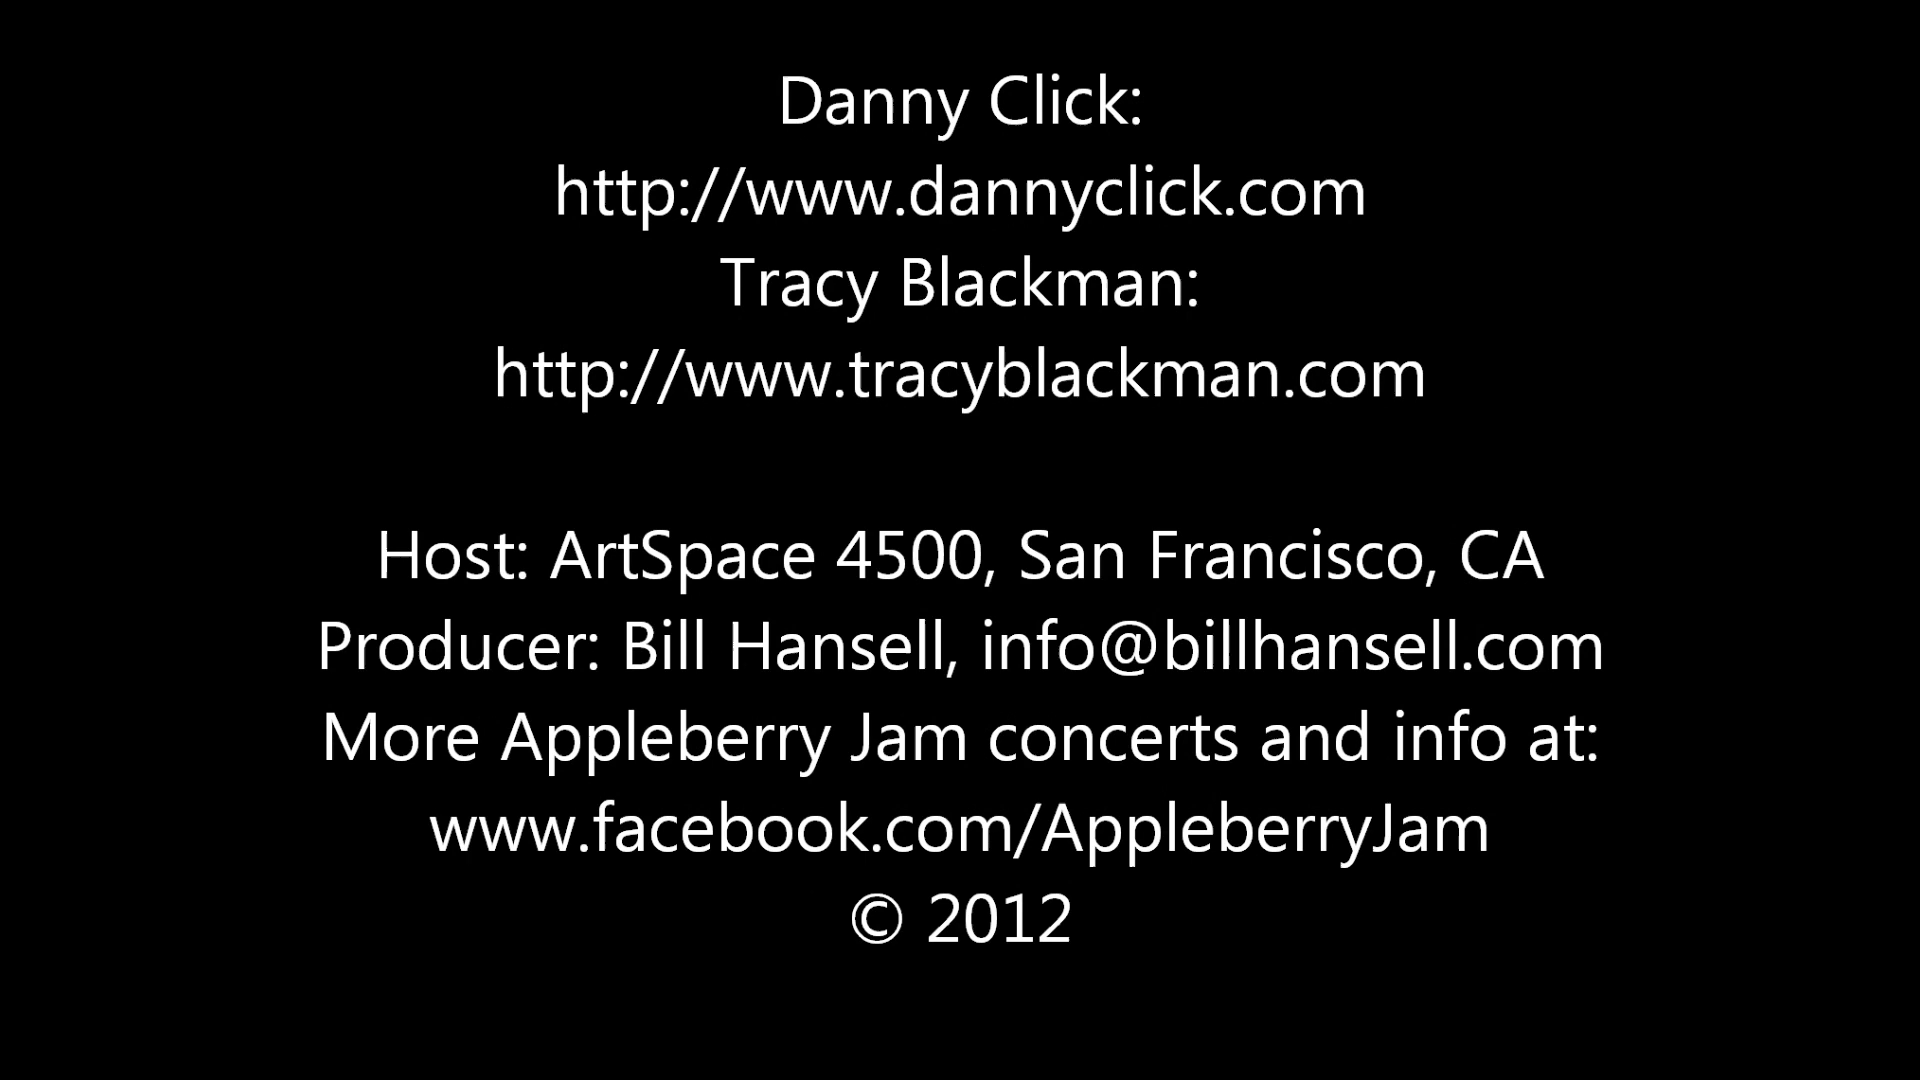 Danny Click:
http://www.dannyclick.com
Tracy Blackman:
http://www.tracyblackman.com
Host: ArtSpace 4500, San Francisco, CA
Producer: Bill Hansell, info@billhansell.com
More Appleberry Jam concerts and info at:
www.facebook.com/AppleberryJam
© 2012